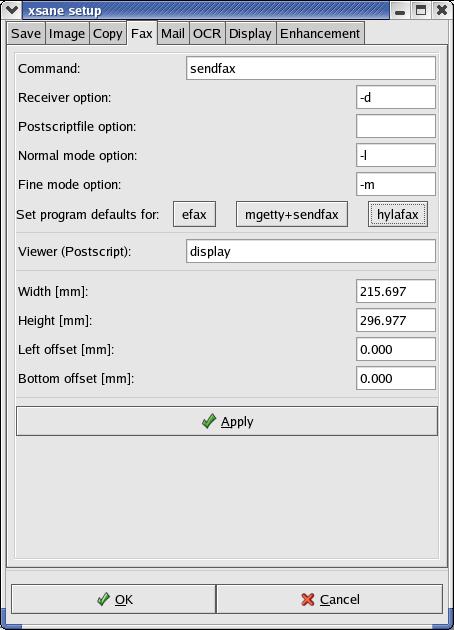 xsane setup
Save Image Copy Fax Mail OCR Display Enhancement
Command: sendfax
Receiver option: -d
Postscriptfile option:
Normal mode option: -l
Fine mode option: -m
Set program defaults for: efax mgetty+sendfax hylafax
Viewer (Postscript): display
Width [mm]: 215.697
Height [mm]: 296.977
Left offset [mm]: 0.000
Bottom offset [mm]: 0.000
Apply
OK Cancel